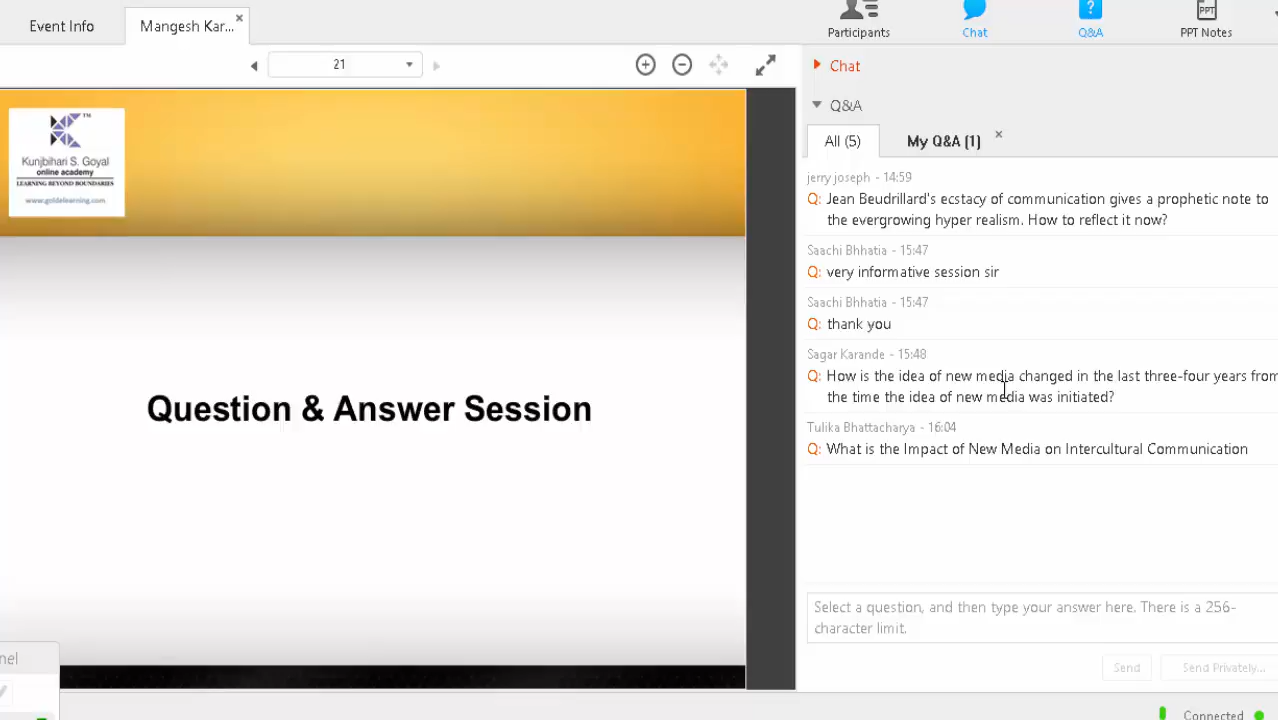 Event Info
Mangesh Kar...
Participants
Chat
Q&A
PPT Notes
21
TM
Kunjbihari S. Goyal
online academy
LEARNING BEYOND BOUNDARIES
www.goldelearning.com
Question & Answer Session
Chat
Q&A
All (5)
My Q&A (1)
jerry joseph - 14:59
Q: Jean Beudrillard's ecstacy of communication gives a prophetic note to
the evergrowing hyper realism. How to reflect it now?
Saachi Bhhatia - 15:47
Q: very informative session sir
Saachi Bhhatia - 15:47
Q: thank you
Sagar Karande - 15:48
Q: How is the idea of new media changed in the last three-four years from
the time the idea of new media was initiated?
Tulika Bhattacharya - 16:04
Q: What is the Impact of New Media on Intercultural Communication
Select a question, and then type your answer here. There is a 256-
character limit.
Send
Send Privately...
nel
Connected